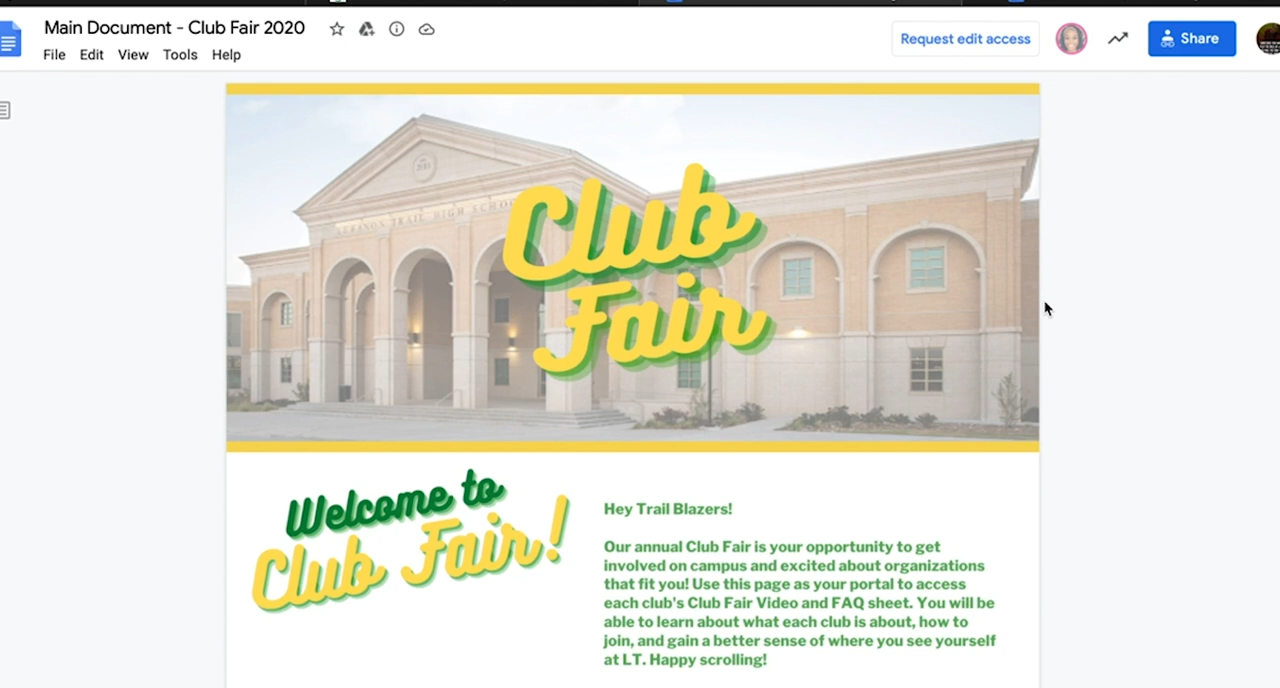 Main Document - Club Fair 2020
File Edit View Tools Help
Request edit access
Share
TRAIL HIGH SCHOOL
Club
Fair
Welcome to
Club Fair!
Hey Trail Blazers!
Our annual Club Fair is your opportunity to get
involved on campus and excited about organizations
that fit you! Use this page as your portal to access
each club's Club Fair Video and FAQ sheet. You will be
able to learn about what each club is about, how to
join, and gain a better sense of where you see yourself
at LT. Happy scrolling!